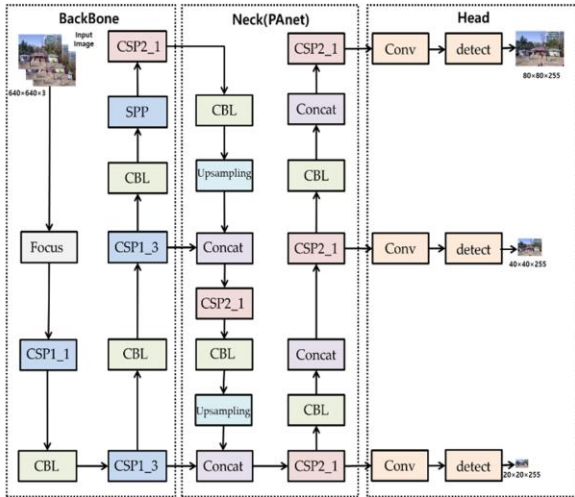 BackBone
Input
Image
640×640×3
Focus
CSP1_1
CBL
CSP2_1
SPP
CBL
CSP1_3
CBL
CSP1_3
Neck(PAnet)
CBL
Upsampling
Concat
CSP2_1
CBL
Upsampling
Concat
CSP2_1
Concat
CBL
CSP2_1
Concat
CBL
CSP2_1
Head
Conv
detect
80×80×255
Conv
detect
40×40×255
Conv
detect
20×20×255